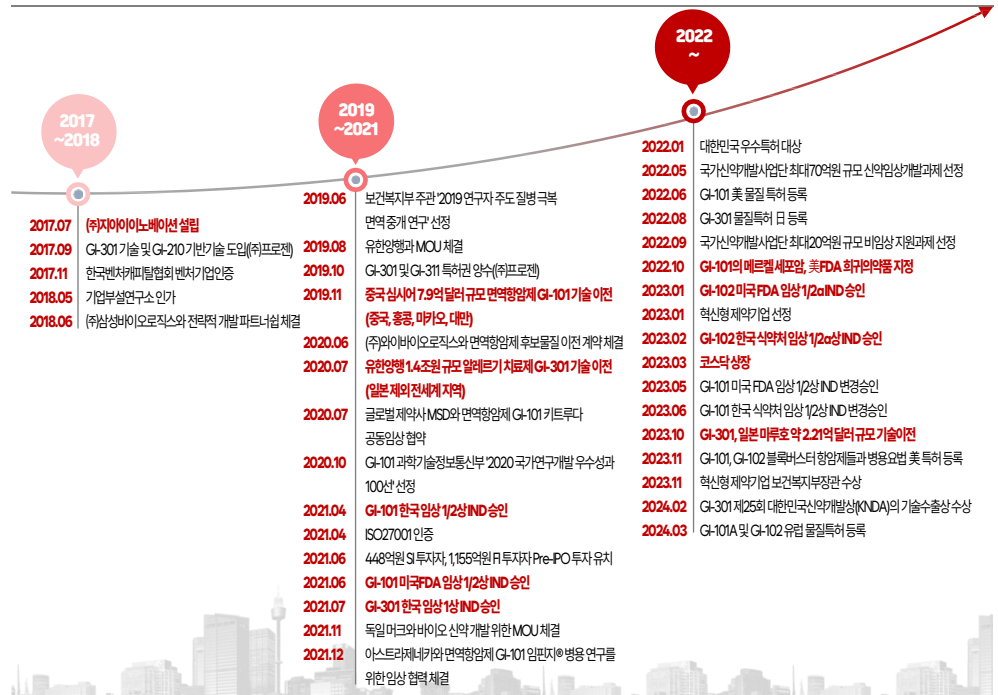 2017
~2018
2017.07 ㈜지아이이노베이션 설립
2017.09 GI-301 기술 및 GI-210 기반기술 도입(㈜프로젠)
2017.11 한국벤처캐피탈협회 벤처기업인증
2018.05 기업부설연구소 인가
2018.06 ㈜삼성바이오로직스와 전략적 개발 파트너쉽 체결
2019
~2021
2019.06 보건복지부 주관 '2019 연구자 주도 질병 극복
면역 중개 연구' 선정
2019.08 유한양행과 MOU 체결
2019.10 GI-301 및 GI-311 특허권 양수(㈜프로젠)
2019.11 중국 심시어 7.9억 달러 규모 면역항암제 GI-101 기술 이전
(중국, 홍콩, 마카오, 대만)
2020.06 (주)와이바이오로직스와 면역항암제 후보물질 이전 계약 체결
2020.07 유한양행 1.4조원 규모 알레르기 치료제 GI-301 기술 이전
(일본 제외 전세계 지역)
2020.07 글로벌 제약사 MSD와 면역항암제 GI-101 키트루다
공동임상 협약
2020.10 GI-101 과학기술정보통신부 '2020 국가연구개발 우수성과
100선' 선정
2021.04 GI-101 한국 임상 1/2상 IND 승인
2021.04 ISO27001 인증
2021.06 448억원 SI 투자자, 1,155억원 FI 투자자 Pre-IPO 투자 유치
2021.06 GI-101 미국FDA 임상 1/2상 IND 승인
2021.07 GI-301 한국 임상 1상 IND 승인
2021.11 독일 머크와 바이오 신약 개발 위한 MOU 체결
2021.12 아스트라제네카와 면역항암제 GI-101 임핀지® 병용 연구를
위한 임상 협력 체결
2022
~
2022.01 대한민국 우수특허 대상
2022.05 국가신약개발사업단 최대70억원 규모 신약임상개발과제 선정
2022.06 GI-101 美 물질 특허 등록
2022.08 GI-301 물질특허 日 등록
2022.09 국가신약개발사업단 최대20억원 규모 비임상 지원과제 선정
2022.10 GI-101의 메르켈 세포암, 美FDA 희귀의약품 지정
2023.01 GI-102 미국 FDA 임상 1/2α IND 승인
2023.01 혁신형 제약기업 선정
2023.02 GI-102 한국 식약처 임상 1/2α상 IND 승인
2023.03 코스닥 상장
2023.05 GI-101 미국 FDA 임상 1/2상 IND 변경승인
2023.06 GI-101 한국 식약처 임상 1/2상 IND 변경승인
2023.10 GI-301, 일본 마루호 약 2.21억 달러 규모 기술이전
2023.11 GI-101, GI-102 블록버스터 항암제들과 병용요법 美 특허 등록
2023.11 혁신형 제약기업 보건복지부장관 수상
2024.02 GI-301 제25회 대한민국신약개발상(KNDA)의 기술수출상 수상
2024.03 GI-101A 및 GI-102 유럽 물질특허 등록